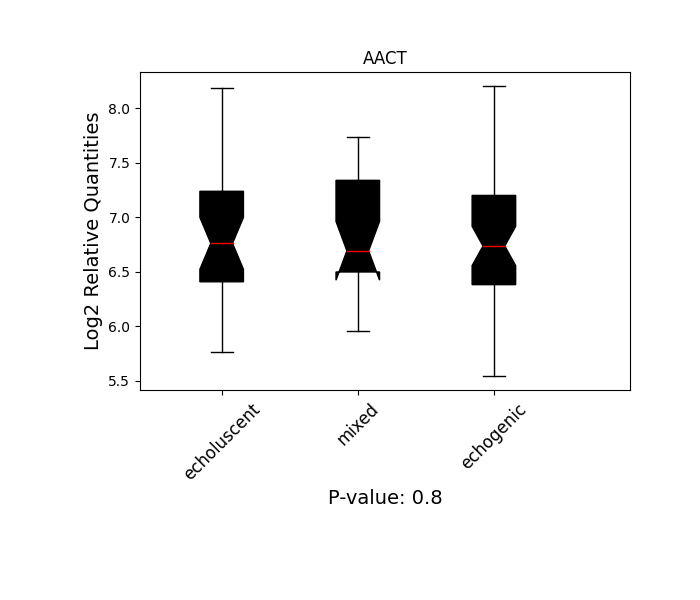 AACT
Log2 Relative Quantities
8.0
7.5
7.0
6.5
6.0
5.5
echoluscent
mixed
echogenic
P-value: 0.8